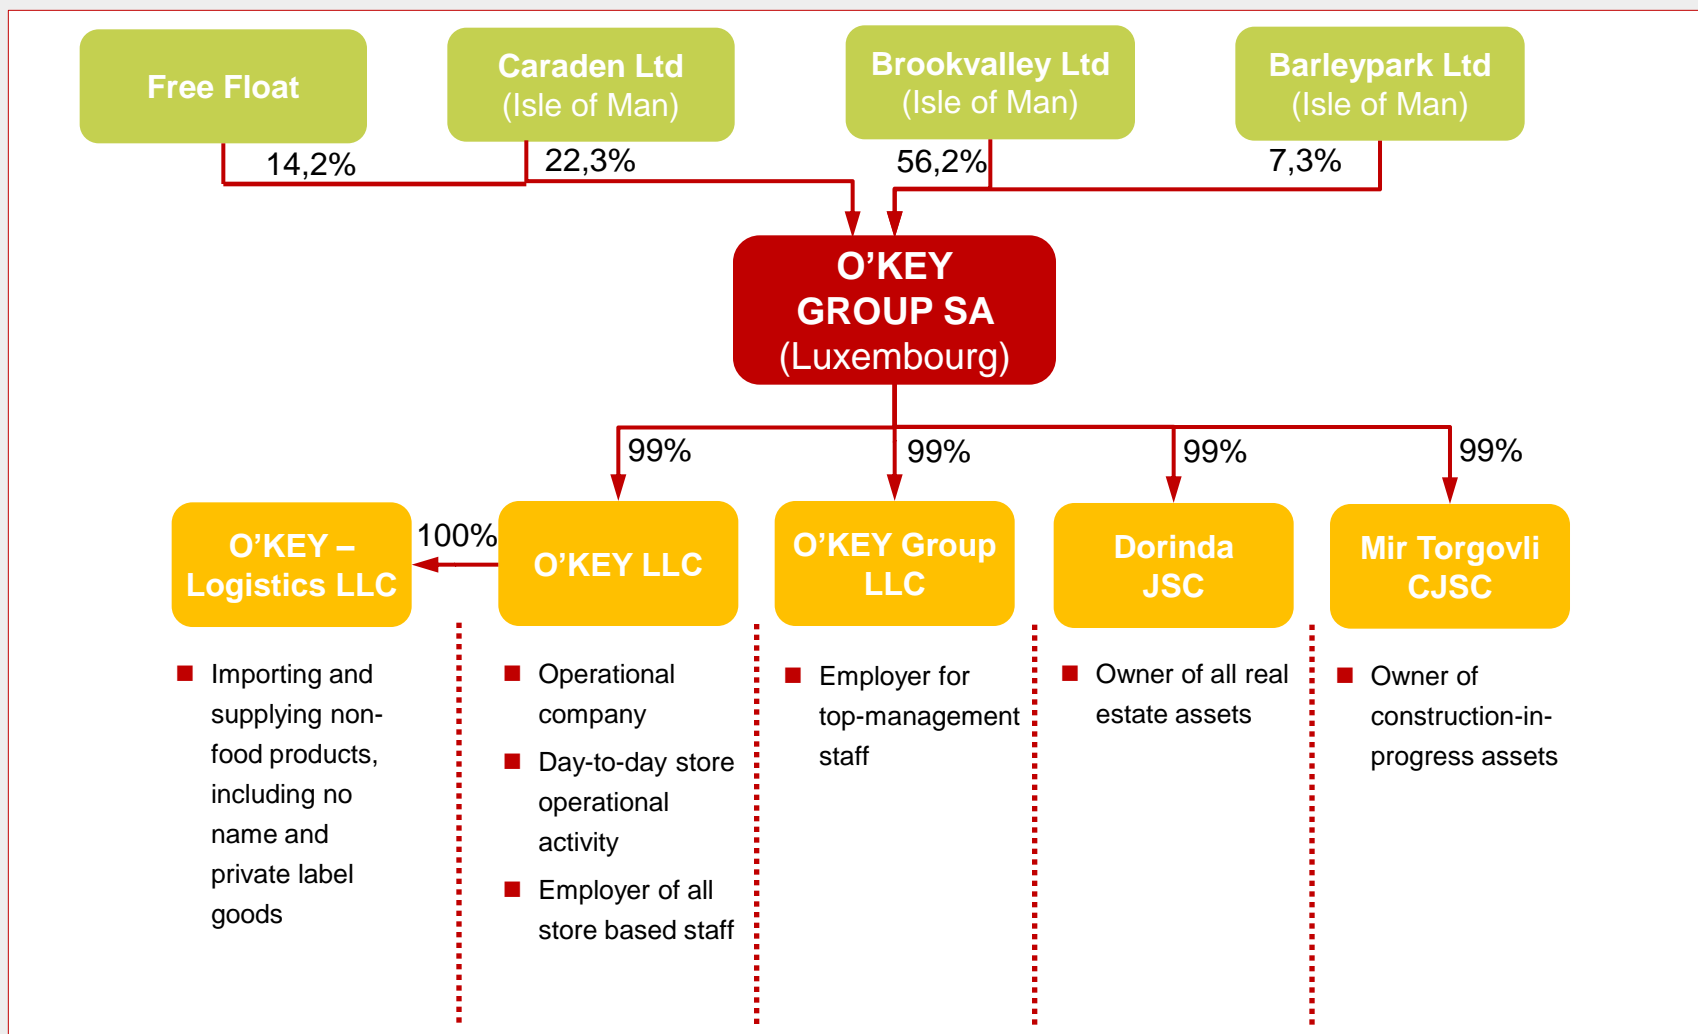 Free Float
Caraden Ltd
(Isle of Man)
Brookvalley Ltd
(Isle of Man)
Barleypark Ltd
(Isle of Man)
14,2%
22,3%
56,2%
7,3%
O’KEY
GROUP SA
(Luxembourg)
99%
99%
99%
99%
O’KEY –
Logistics LLC
100%
O’KEY LLC
O’KEY Group
LLC
Dorinda
JSC
Mir Torgovli
CJSC
Importing and
supplying non-
food products,
including no
name and
private label
goods
Operational
company
Day-to-day store
operational
activity
Employer of all
store based staff
Employer for
top-management
staff
Owner of all real
estate assets
Owner of
construction-in-
progress assets